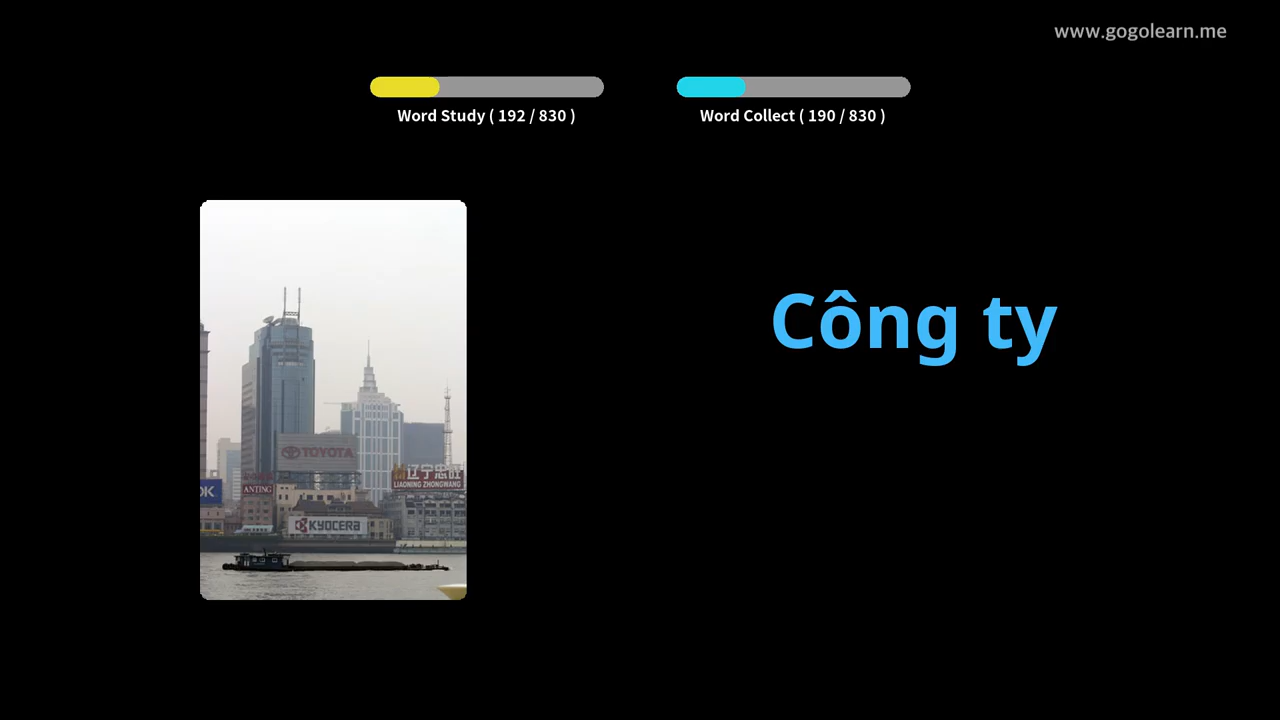 www.gogolearn.me
Word Study ( 192 / 830 )
Word Collect ( 190 / 830 )
Công ty
TOYOTA
辽宁忠旺
LIAONING ZHONGWANG
ANTING
KYOCERA